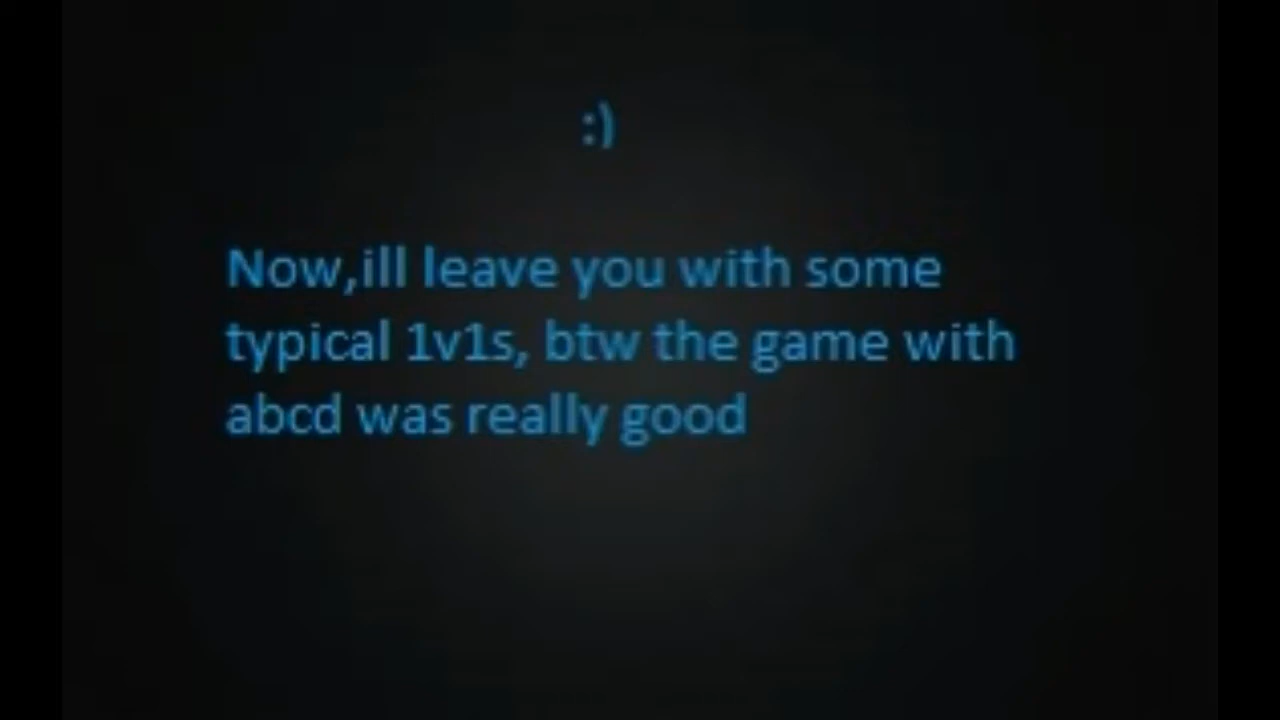 :)
Now,ill leave you with some
typical 1v1s, btw the game with
abcd was really good